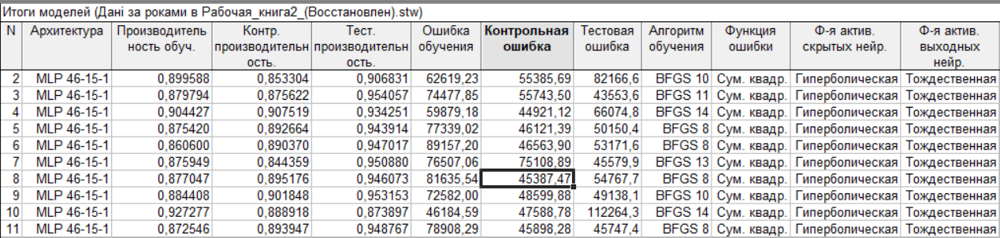 Итоги моделей (Дані за роками в Рабочая_книга2_(Восстановлен).stw)
N Архитектура Производитель Контр. Тест. Ошибка Контрольная Тестовая Алгоритм Функция Ф-я актив. Ф-я актив.
ность обуч. производительн производительн обучения ошибка ошибка обучения ошибки скрытых нейр. выходных
ость. ость. нейр.
2 MLP 46-15-1 0,899588 0,853304 0,906831 62619,23 55385,69 82166,6 BFGS 10 Сум. квадр. Гиперболическая Тождественная
3 MLP 46-15-1 0,879794 0,875622 0,954057 74477,85 55743,50 43553,6 BFGS 11 Сум. квадр. Гиперболическая Тождественная
4 MLP 46-15-1 0,904427 0,907519 0,934251 59879,18 44921,12 66074,8 BFGS 14 Сум. квадр. Гиперболическая Тождественная
5 MLP 46-15-1 0,875420 0,892664 0,943914 77339,02 46121,39 50150,4 BFGS 8 Сум. квадр. Гиперболическая Тождественная
6 MLP 46-15-1 0,860600 0,890370 0,947017 89157,20 46563,90 53171,6 BFGS 8 Сум. квадр. Гиперболическая Тождественная
7 MLP 46-15-1 0,875949 0,844359 0,950880 76507,06 75108,89 45579,9 BFGS 13 Сум. квадр. Гиперболическая Тождественная
8 MLP 46-15-1 0,877047 0,895176 0,946073 81635,54 45387,47 54767,7 BFGS 8 Сум. квадр. Гиперболическая Тождественная
9 MLP 46-15-1 0,884408 0,901848 0,953153 72582,00 48599,88 49138,1 BFGS 10 Сум. квадр. Гиперболическая Тождественная
10 MLP 46-15-1 0,927277 0,888918 0,873897 46184,59 47588,78 112264,3 BFGS 14 Сум. квадр. Гиперболическая Тождественная
11 MLP 46-15-1 0,872546 0,893947 0,948767 78908,29 45898,28 45747,4 BFGS 8 Сум. квадр. Гиперболическая Тождественная